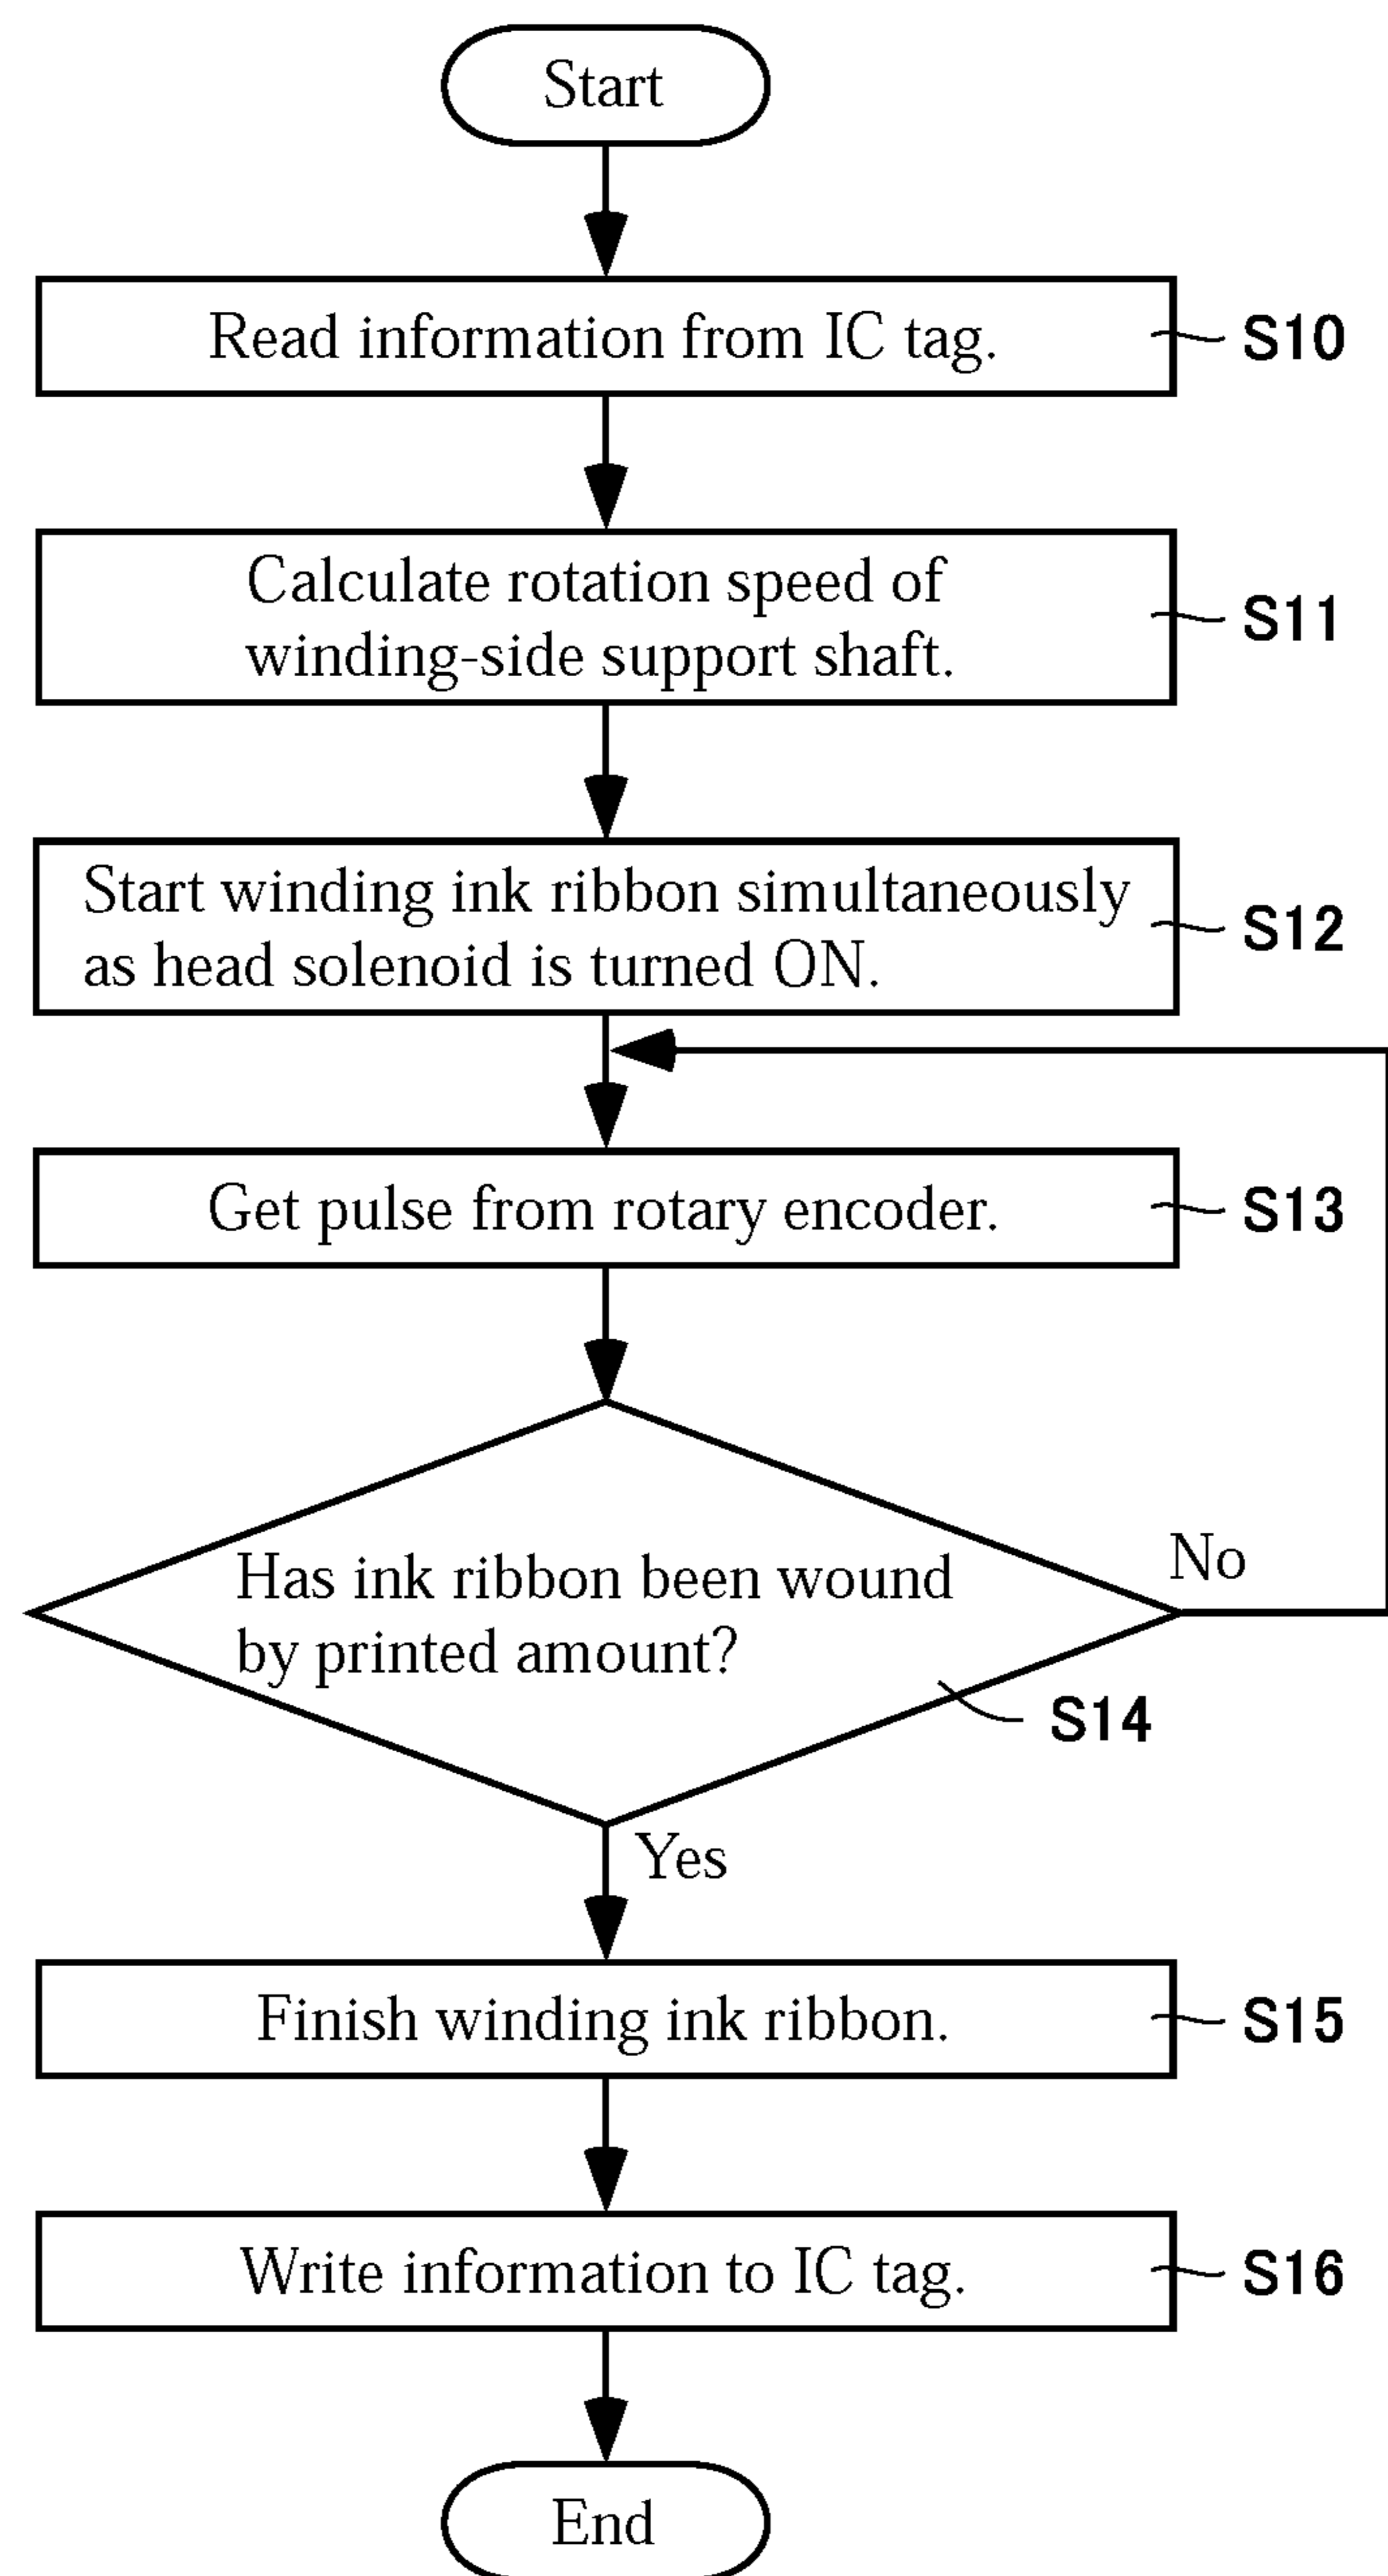 Start
Read information from IC tag.
S10
Calculate rotation speed of
winding-side support shaft.
S11
Start winding ink ribbon simultaneously
as head solenoid is turned ON.
S12
Get pulse from rotary encoder.
S13
Has ink ribbon been wound
by printed amount?
No
S14
Yes
Finish winding ink ribbon.
S15
Write information to IC tag.
S16
End